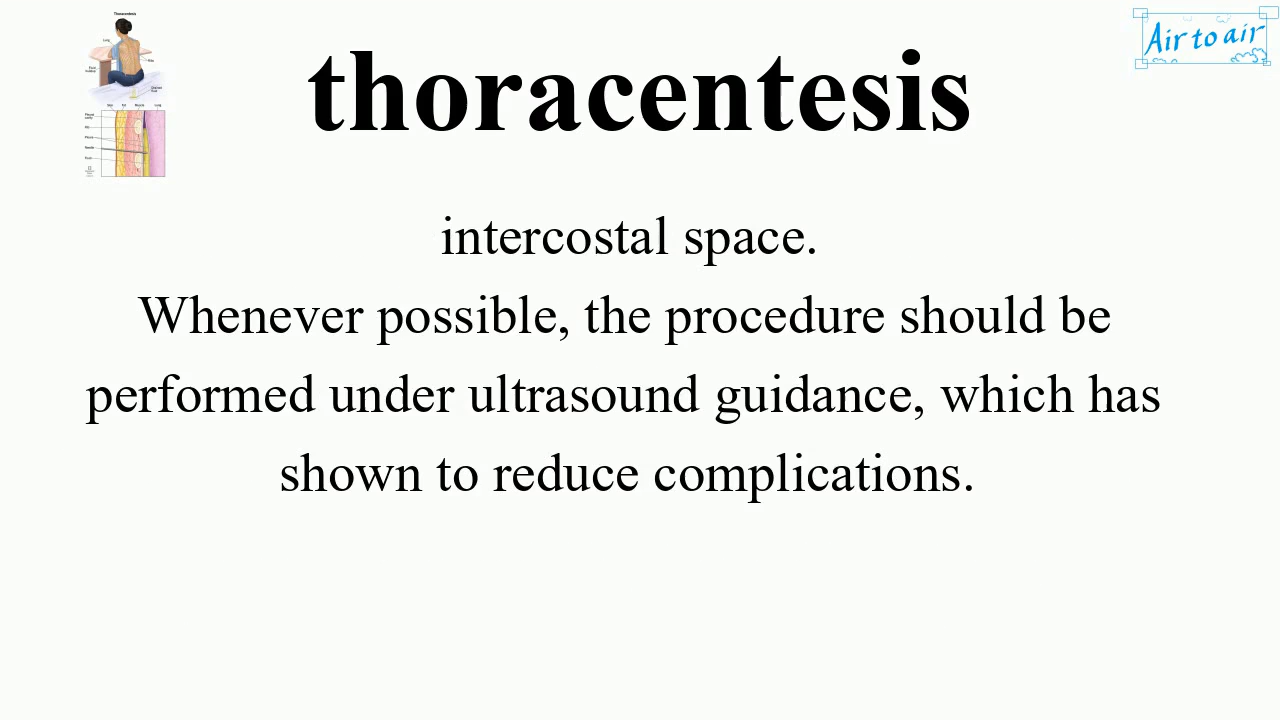 Thoracentesis
thoracentesis
Air to air
intercostal space.
Whenever possible, the procedure should be
performed under ultrasound guidance, which has
shown to reduce complications.